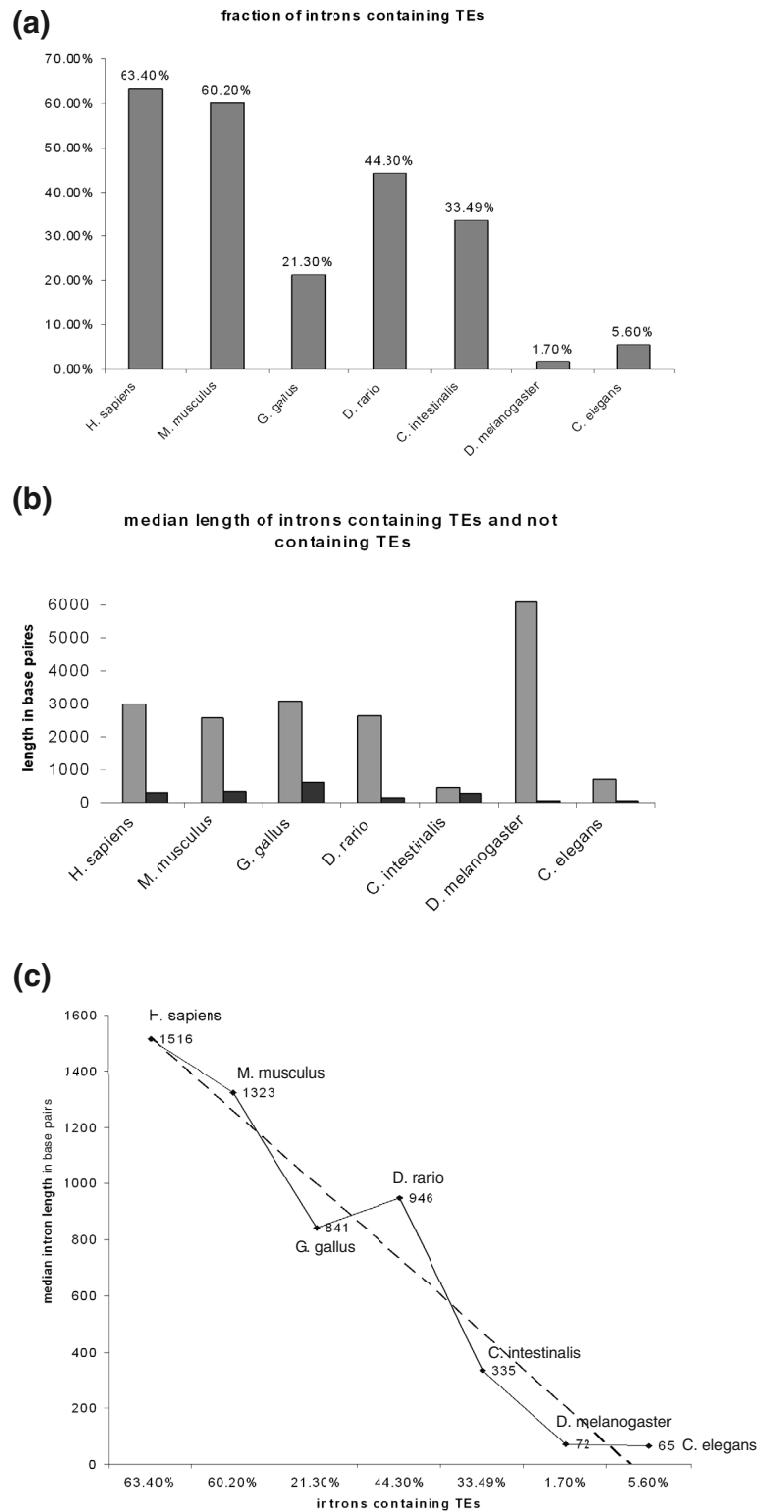 (a)
fraction of introns containing TEs
70.00%
60.00%
50.00%
40.00%
30.00%
20.00%
10.00%
0.00%
63.40%
60.20%
21.30%
44.30%
33.49%
1.70%
5.60%
H. sapiens
M. musculus
G. gallus
D. rario
C. intestinalis
D. melanogaster
C. elegans
(b)
median length of introns containing TEs and not
containing TEs
length in base paires
6000
5000
4000
3000
2000
1000
0
H. sapiens
M. musculus
G. gallus
D. rario
C. intestinalis
D. melanogaster
C. elegans
(c)
median intron length in base pairs
1600
1400
1200
1000
800
600
400
200
0
H. sapiens
1516
M. musculus
1323
D. rario
946
841
G. gallus
C. intestinalis
335
D. melanogaster
72
65 C. elegans
63.40% 60.20% 21.30% 44.30% 33.49% 1.70% 5.60%
irtrons containing TEs